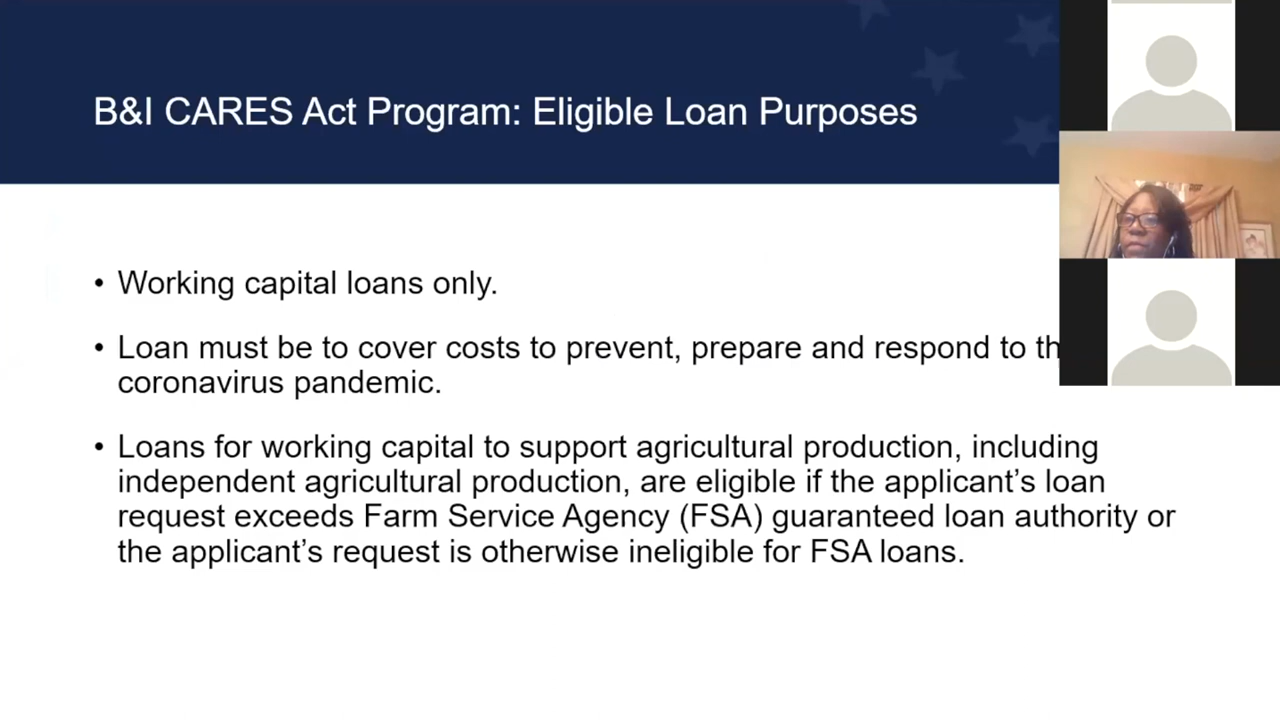 B&I CARES Act Program: Eligible Loan Purposes
• Working capital loans only.
• Loan must be to cover costs to prevent, prepare and respond to
coronavirus pandemic.
• Loans for working capital to support agricultural production, including
independent agricultural production, are eligible if the applicant’s loan
request exceeds Farm Service Agency (FSA) guaranteed loan authority or
the applicant’s request is otherwise ineligible for FSA loans.